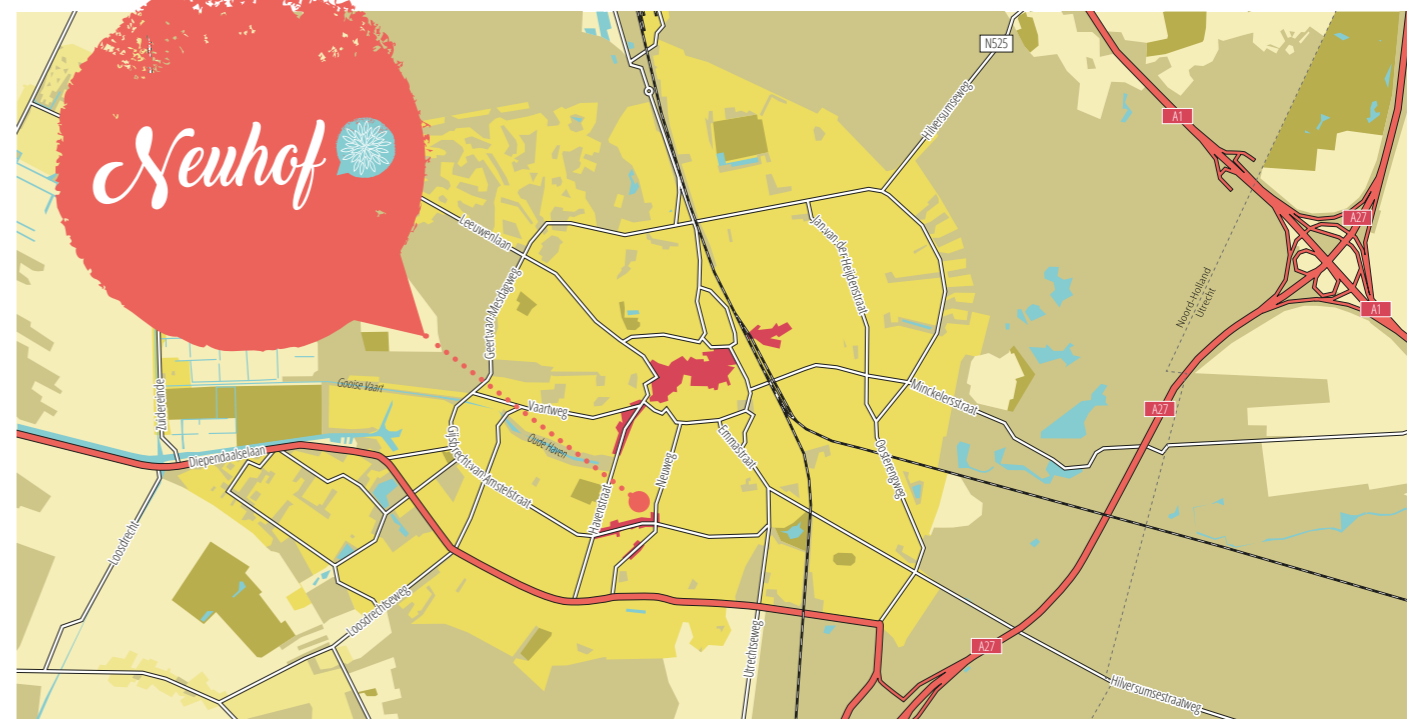 Neuhof
N525
Hilversumseweg
A1
A27
A1
Noord-Holland
Utrecht
Leeuwenlaan
Geert van Mesdagweg
Jan van der Heijdenstraat
Zuidereinde
Gooise Vaart
Vaartweg
Oude Haven
Emmastraat
Minckelersstraat
A27
Diependaalselaan
Gijsbrecht van Amstelstraat
Neuweg
Havenstraat
Oosterengweg
Loosdrecht
Loosdrechtseweg
Utrechtseweg
A27
Hilversumsestraatweg